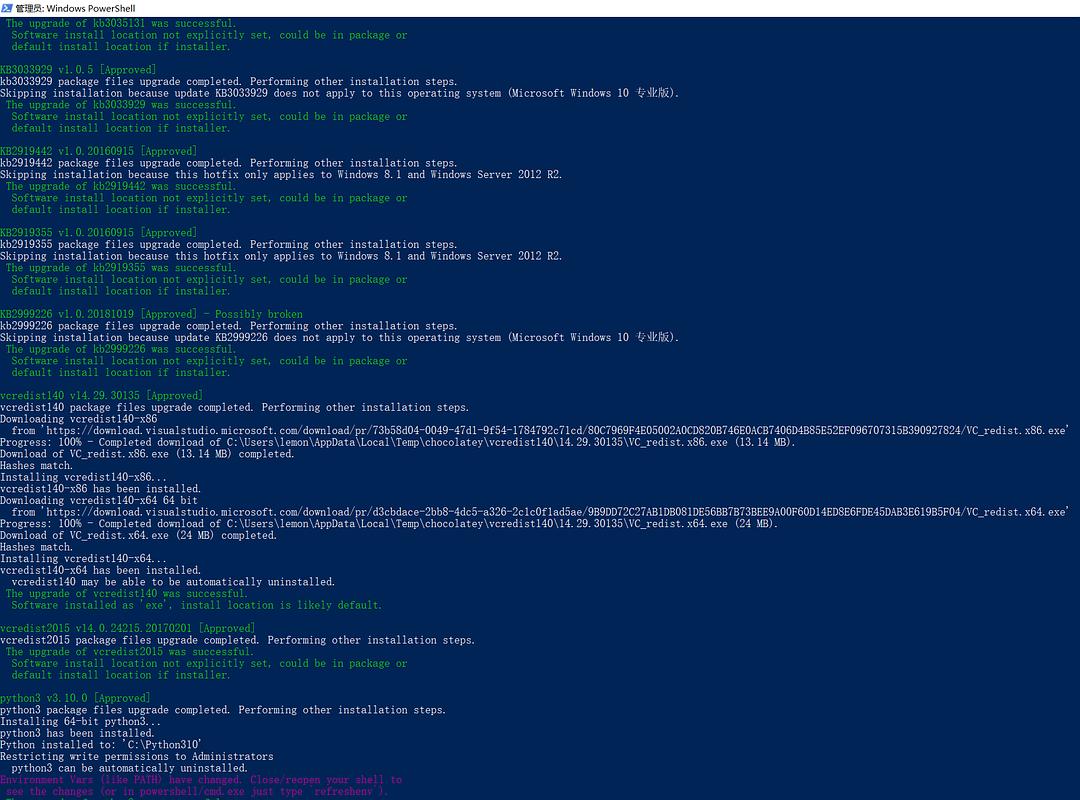 管理员: Windows PowerShell
The upgrade of kb3035131 was successful.
Software install location not explicitly set, could be in package or
default install location if installer.
KB3033929 v1.0.5 [Approved]
kb3033929 package files upgrade completed. Performing other installation steps.
Skipping installation because update KB3033929 does not apply to this operating system (Microsoft Windows 10 专业版).
The upgrade of kb3033929 was successful.
Software install location not explicitly set, could be in package or
default install location if installer.
KB2919442 v1.0.20160915 [Approved]
kb2919442 package files upgrade completed. Performing other installation steps.
Skipping installation because this hotfix only applies to Windows 8.1 and Windows Server 2012 R2.
The upgrade of kb2919442 was successful.
Software install location not explicitly set, could be in package or
default install location if installer.
KB2919355 v1.0.20160915 [Approved]
kb2919355 package files upgrade completed. Performing other installation steps.
Skipping installation because this hotfix only applies to Windows 8.1 and Windows Server 2012 R2.
The upgrade of kb2919355 was successful.
Software install location not explicitly set, could be in package or
default install location if installer.
KB2999226 v1.0.20181019 [Approved] - Possibly broken
kb2999226 package files upgrade completed. Performing other installation steps.
Skipping installation because update KB2999226 does not apply to this operating system (Microsoft Windows 10 专业版).
The upgrade of kb2999226 was successful.
Software install location not explicitly set, could be in package or
default install location if installer.
vcredist140 v14.29.30135 [Approved]
vcredist140 package files upgrade completed. Performing other installation steps.
Downloading vcredist140-x86
from 'https://download.visualstudio.microsoft.com/download/pr/73b58d04-0049-47d1-9f54-1784792c71cd/80C7969F4E05002A0CD820B746E0ACB7406D4B85E52EF096707315B390927824/VC_redist.x86.exe'
Progress: 100% - Completed download of C:\Users\lemon\AppData\Local\Temp\chocolatey\vcredist140\14.29.30135\VC_redist.x86.exe (13.14 MB).
Download of VC_redist.x86.exe (13.14 MB) completed.
Hashes match.
Installing vcredist140-x86...
vcredist140-x86 has been installed.
Downloading vcredist140-x64 64 bit
from 'https://download.visualstudio.microsoft.com/download/pr/d3cbdace-2bb8-4dc5-a326-2c1c0f1ad5ae/9B9DD72C27AB1DB081DE56BB7B73BEE9A00F60D14ED8E6FDE45DAB3E619B5F04/VC_redist.x64.exe'
Progress: 100% - Completed download of C:\Users\lemon\AppData\Local\Temp\chocolatey\vcredist140\14.29.30135\VC_redist.x64.exe (24 MB).
Download of VC_redist.x64.exe (24 MB) completed.
Hashes match.
Installing vcredist140-x64...
vcredist140-x64 has been installed.
vcredist140 may be able to be automatically uninstalled.
The upgrade of vcredist140 was successful.
Software installed as 'exe', install location is likely default.
vcredist2015 v14.0.24215.20170201 [Approved]
vcredist2015 package files upgrade completed. Performing other installation steps.
The upgrade of vcredist2015 was successful.
Software install location not explicitly set, could be in package or
default install location if installer.
python3 v3.10.0 [Approved]
python3 package files upgrade completed. Performing other installation steps.
Installing 64-bit python3...
python3 has been installed.
Python installed to: 'C:\Python310'
Restricting write permissions to Administrators
python3 can be automatically uninstalled.
Environment Vars (like PATH) have changed. Close/reopen your shell to
see the changes (or in powershell/cmd.exe just type `refreshenv`).